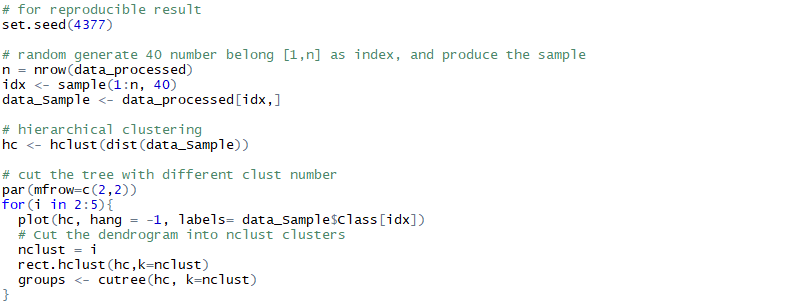 # for reproducible result
set.seed(4377)
# random generate 40 number belong [1,n] as index, and produce the sample
n = nrow(data_processed)
idx <- sample(1:n, 40)
data_Sample <- data_processed[idx,]
# hierarchical clustering
hc <- hclust(dist(data_Sample))
# cut the tree with different clust number
par(mfrow=c(2,2))
for(i in 2:5){
  plot(hc, hang = -1, labels= data_Sample$Class[idx])
  # Cut the dendrogram into nclust clusters
  nclust = i
  rect.hclust(hc,k=nclust)
  groups <- cutree(hc, k=nclust)
}